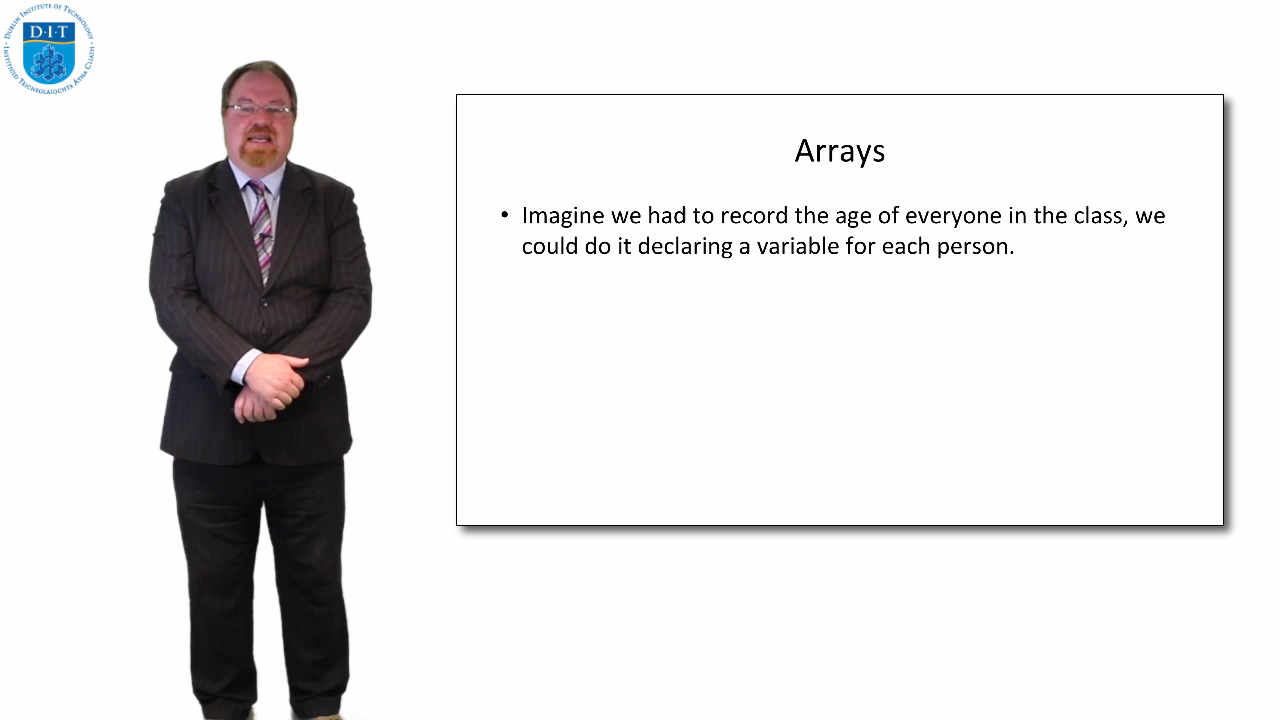 DUBLIN INSTITUTE OF TECHNOLOGY
D·I·T
INSTITIÚID TEICNEOLAÍOCHTA ÁTHA CLIATH
Arrays
• Imagine we had to record the age of everyone in the class, we
could do it declaring a variable for each person.